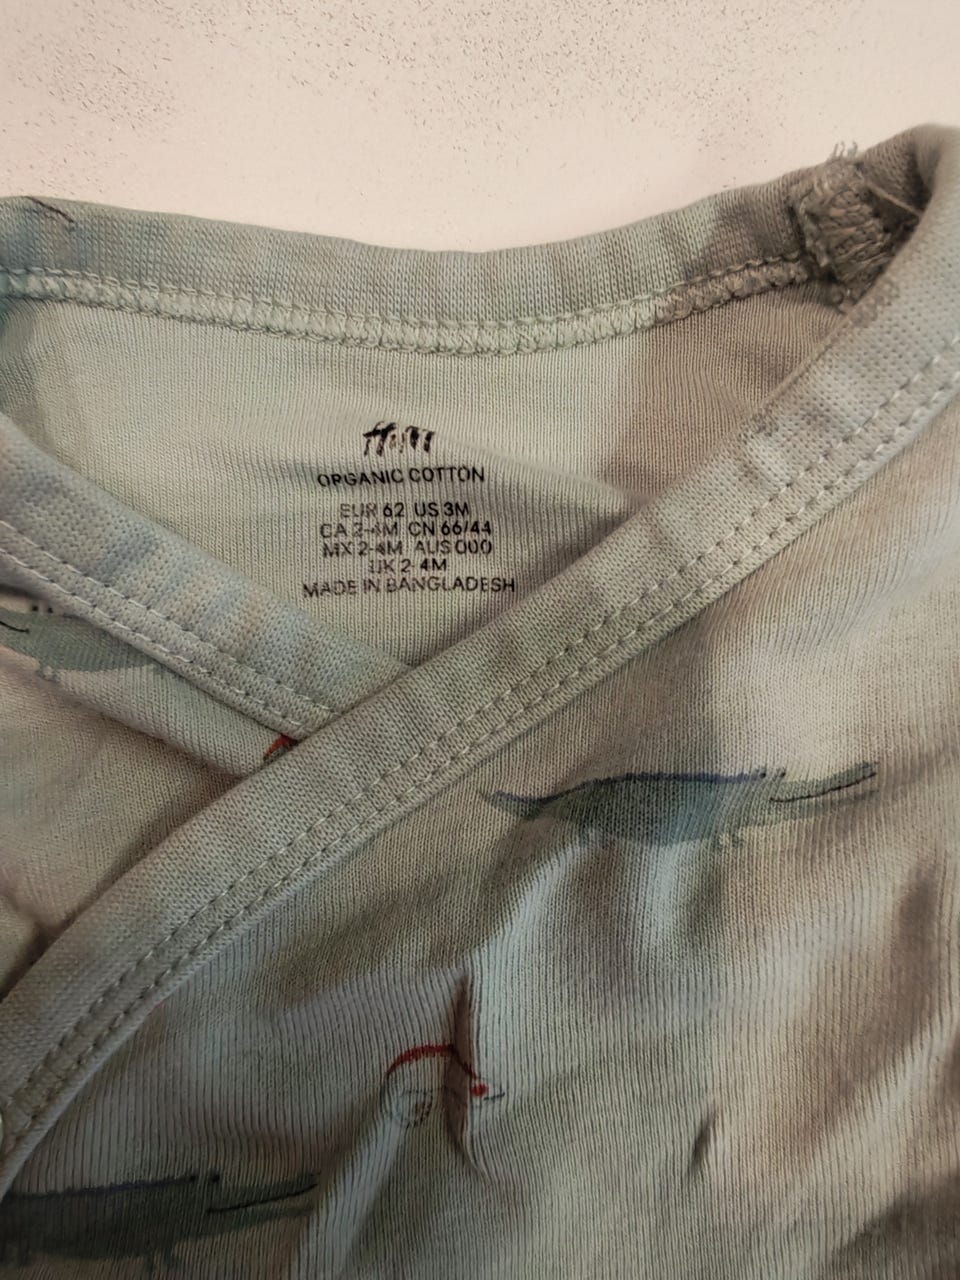 H&M
ORGANIC COTTON
EUR 62 US 3M
CA 2-4M CN 66/44
MX 2-4M AUS 000
UK 2-4M
MADE IN BANGLADESH